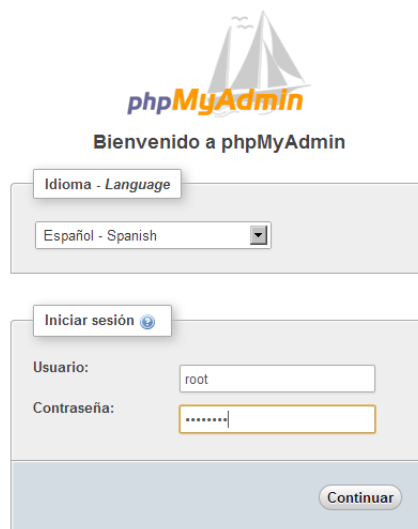 phpMyAdmin
Bienvenido a phpMyAdmin
Idioma - Language
Español - Spanish
Iniciar sesión
Usuario:
root
Contraseña:
••••••••
Continuar